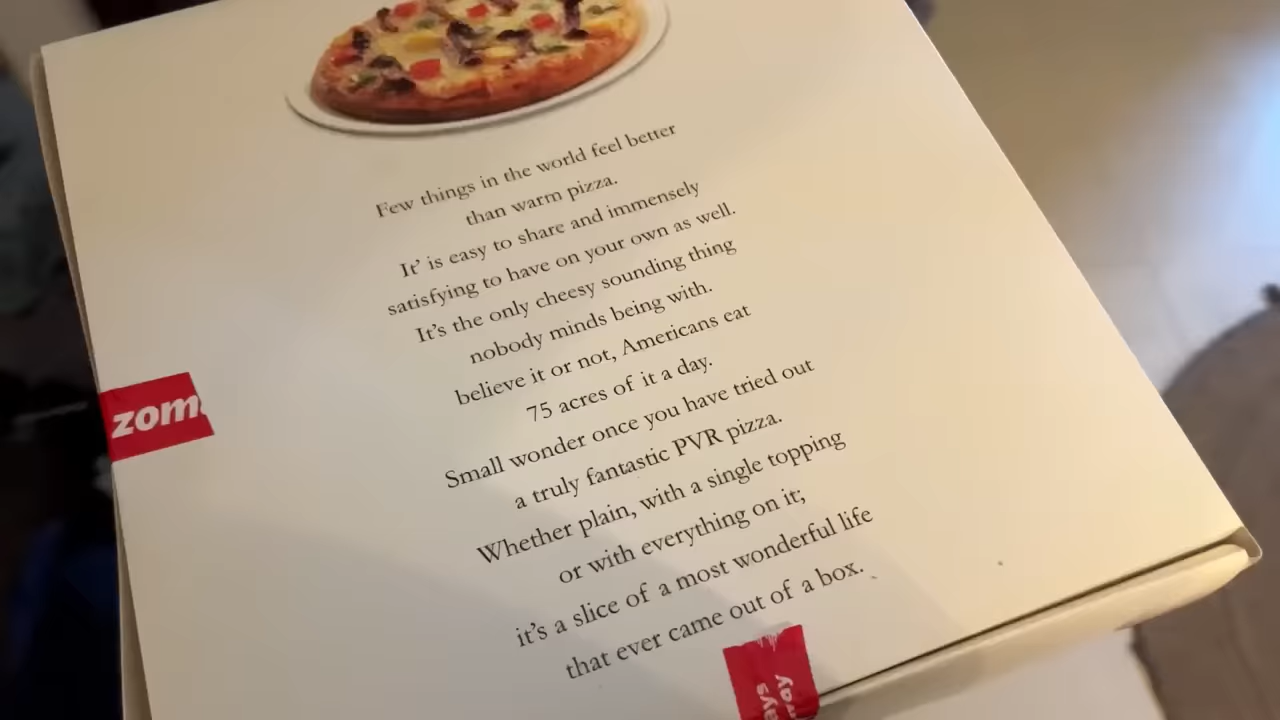 Few things in the world feel better
than warm pizza.
It' is easy to share and immensely
satisfying to have on your own as well.
It's the only cheesy sounding thing
nobody minds being with.
believe it or not, Americans eat
75 acres of it a day.
Small wonder once you have tried out
a truly fantastic PVR pizza.
Whether plain, with a single topping
or with everything on it;
it's a slice of a most wonderful life
that ever came out of a box.
zom